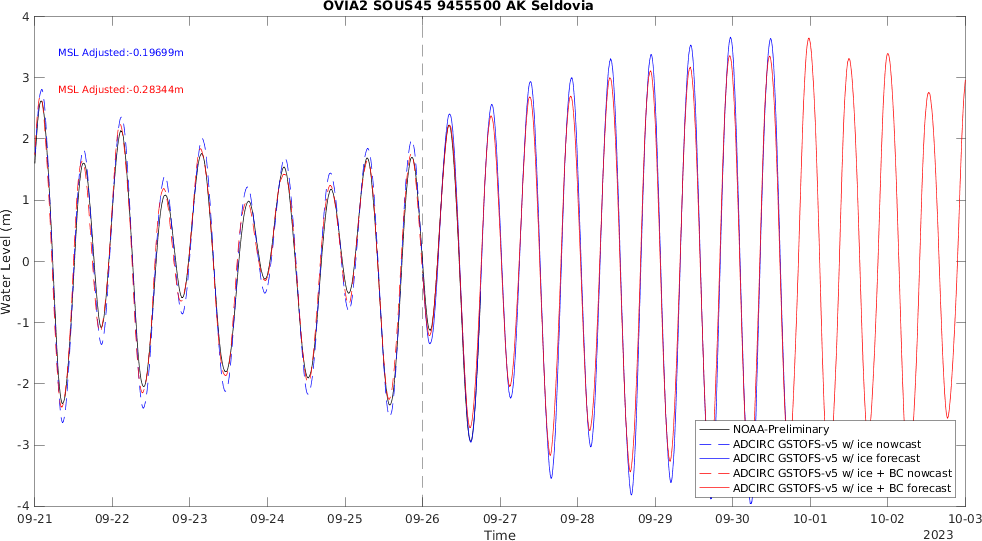 OVIA2 SOUS45 9455500 AK Seldovia
4
3
2
1
0
-1
-2
-3
-4
Water Level (m)
MSL Adjusted:-0.19699m
MSL Adjusted:-0.28344m
NOAA-Preliminary
ADCIRC GSTOFS-v5 w/ ice nowcast
ADCIRC GSTOFS-v5 w/ ice forecast
ADCIRC GSTOFS-v5 w/ ice + BC nowcast
ADCIRC GSTOFS-v5 w/ ice + BC forecast
09-21 09-22 09-23 09-24 09-25 09-26 09-27 09-28 09-29 09-30 10-01 10-02 10-03
Time
2023